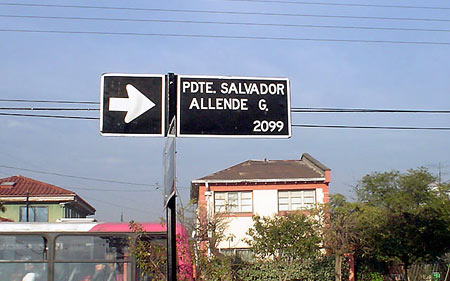 PDTE. SALVADOR
ALLENDE G.
2099